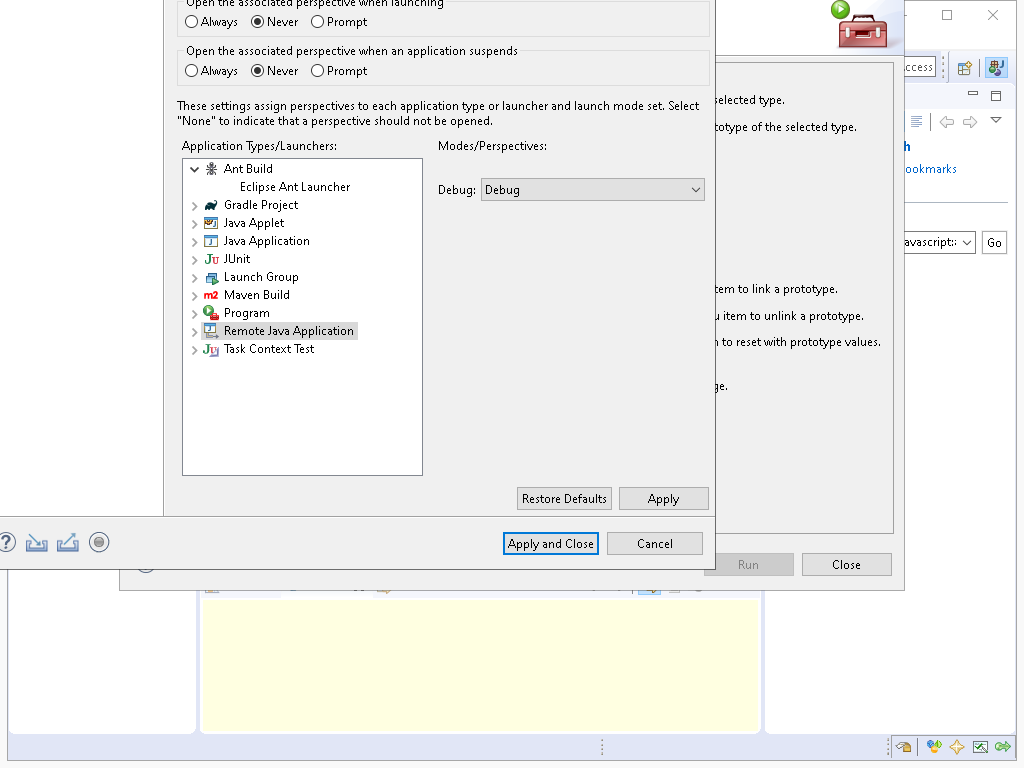 Open the associated perspective when launching
Always Never Prompt
Open the associated perspective when an application suspends
Always Never Prompt
These settings assign perspectives to each application type or launcher and launch mode set. Select
"None" to indicate that a perspective should not be opened.
Application Types/Launchers:
Modes/Perspectives:
Ant Build
Eclipse Ant Launcher
Gradle Project
Java Applet
Java Application
JUnit
Launch Group
Maven Build
Program
Remote Java Application
Task Context Test
Debug: Debug
Restore Defaults
Apply
Apply and Close
Cancel
selected type.
of the selected type.
item to link a prototype.
item to unlink a prototype.
to reset with prototype values.
Run
Close
Go